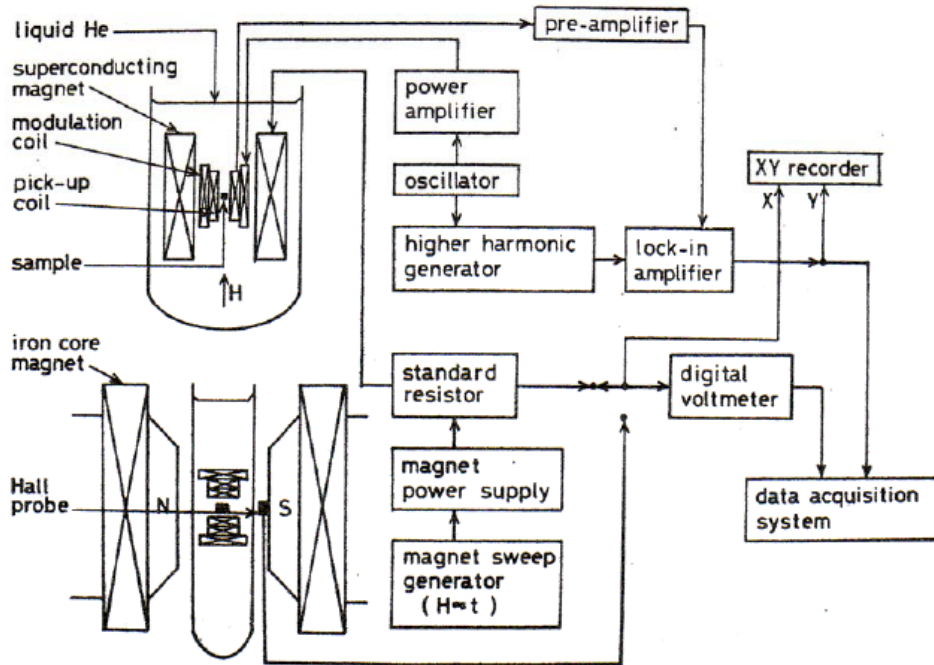 liquid He
superconducting
magnet
modulation
coil
pick-up
coil
sample
H
pre-amplifier
power
amplifier
oscillator
higher harmonic
generator
lock-in
amplifier
XY recorder
X
Y
iron core
magnet
Hall
probe
N
S
standard
resistor
magnet
power supply
magnet sweep
generator
(H∝t)
digital
voltmeter
data acquisition
system